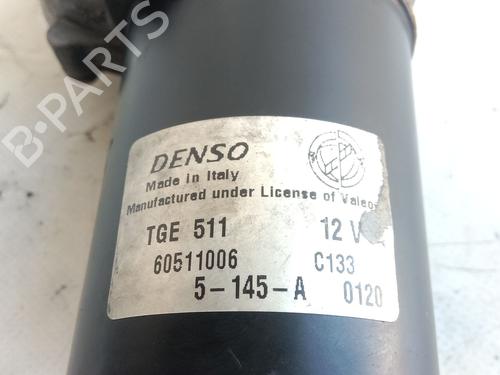 B-PARTS
DENSO
Made in Italy
Manufactured under License of Valeo
TGE 511 12 V
60511006 C133
5-145-A 0120